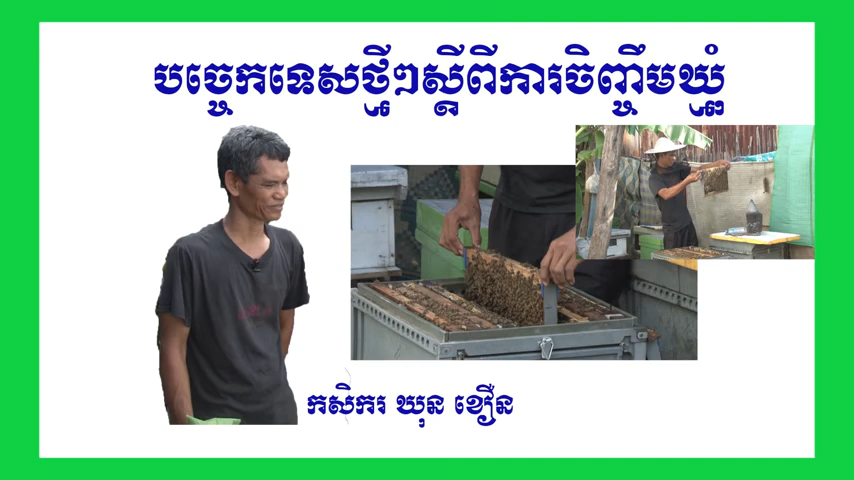 បច្ចេកទេសថ្មីៗស្ដីពីការចិញ្ចឹមឃ្មុំ
កសិករ ឃុន ខឿន